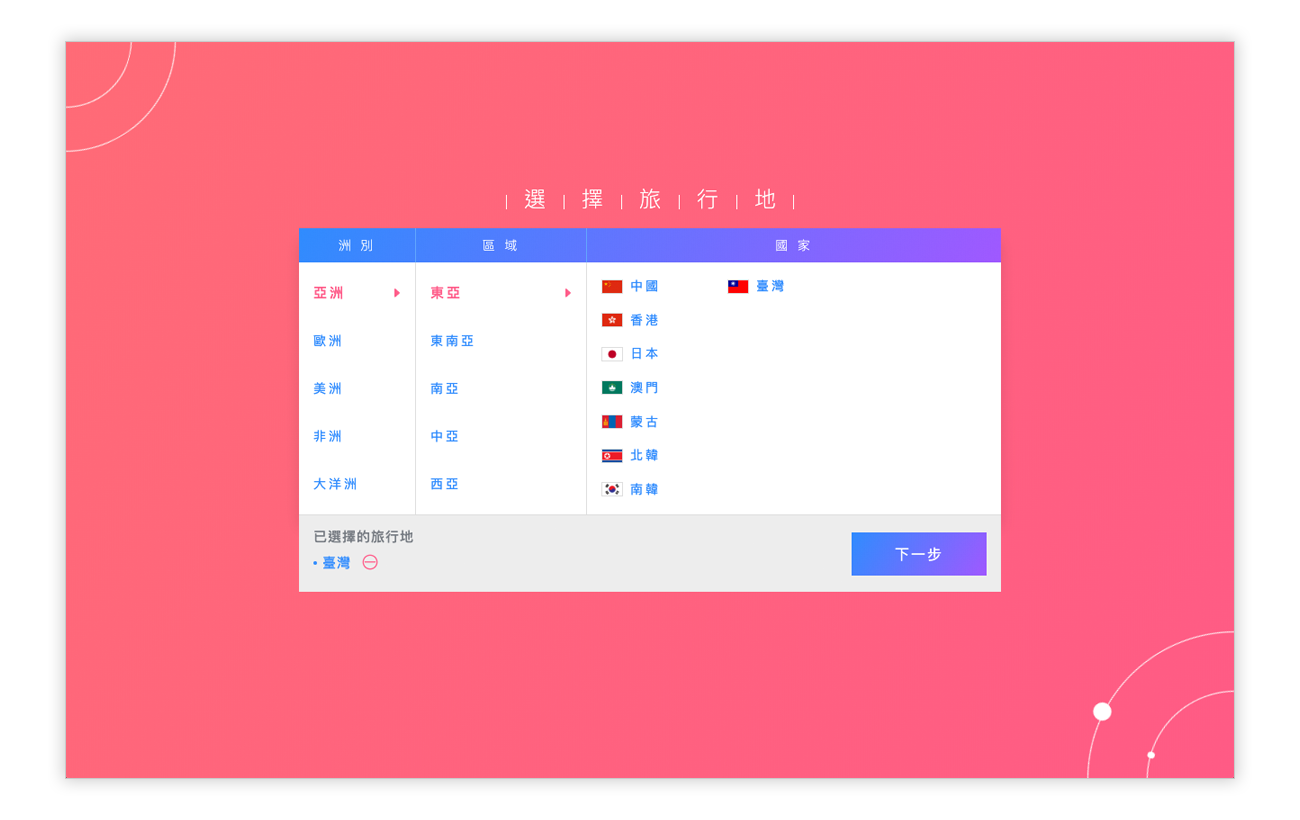 選擇旅行地
洲別 區域 國家
亞洲 東亞 中國 臺灣
香港
歐洲 東南亞 日本
美洲 南亞 澳門
蒙古
非洲 中亞 北韓
大洋洲 西亞 南韓
已選擇的旅行地
臺灣
下一步